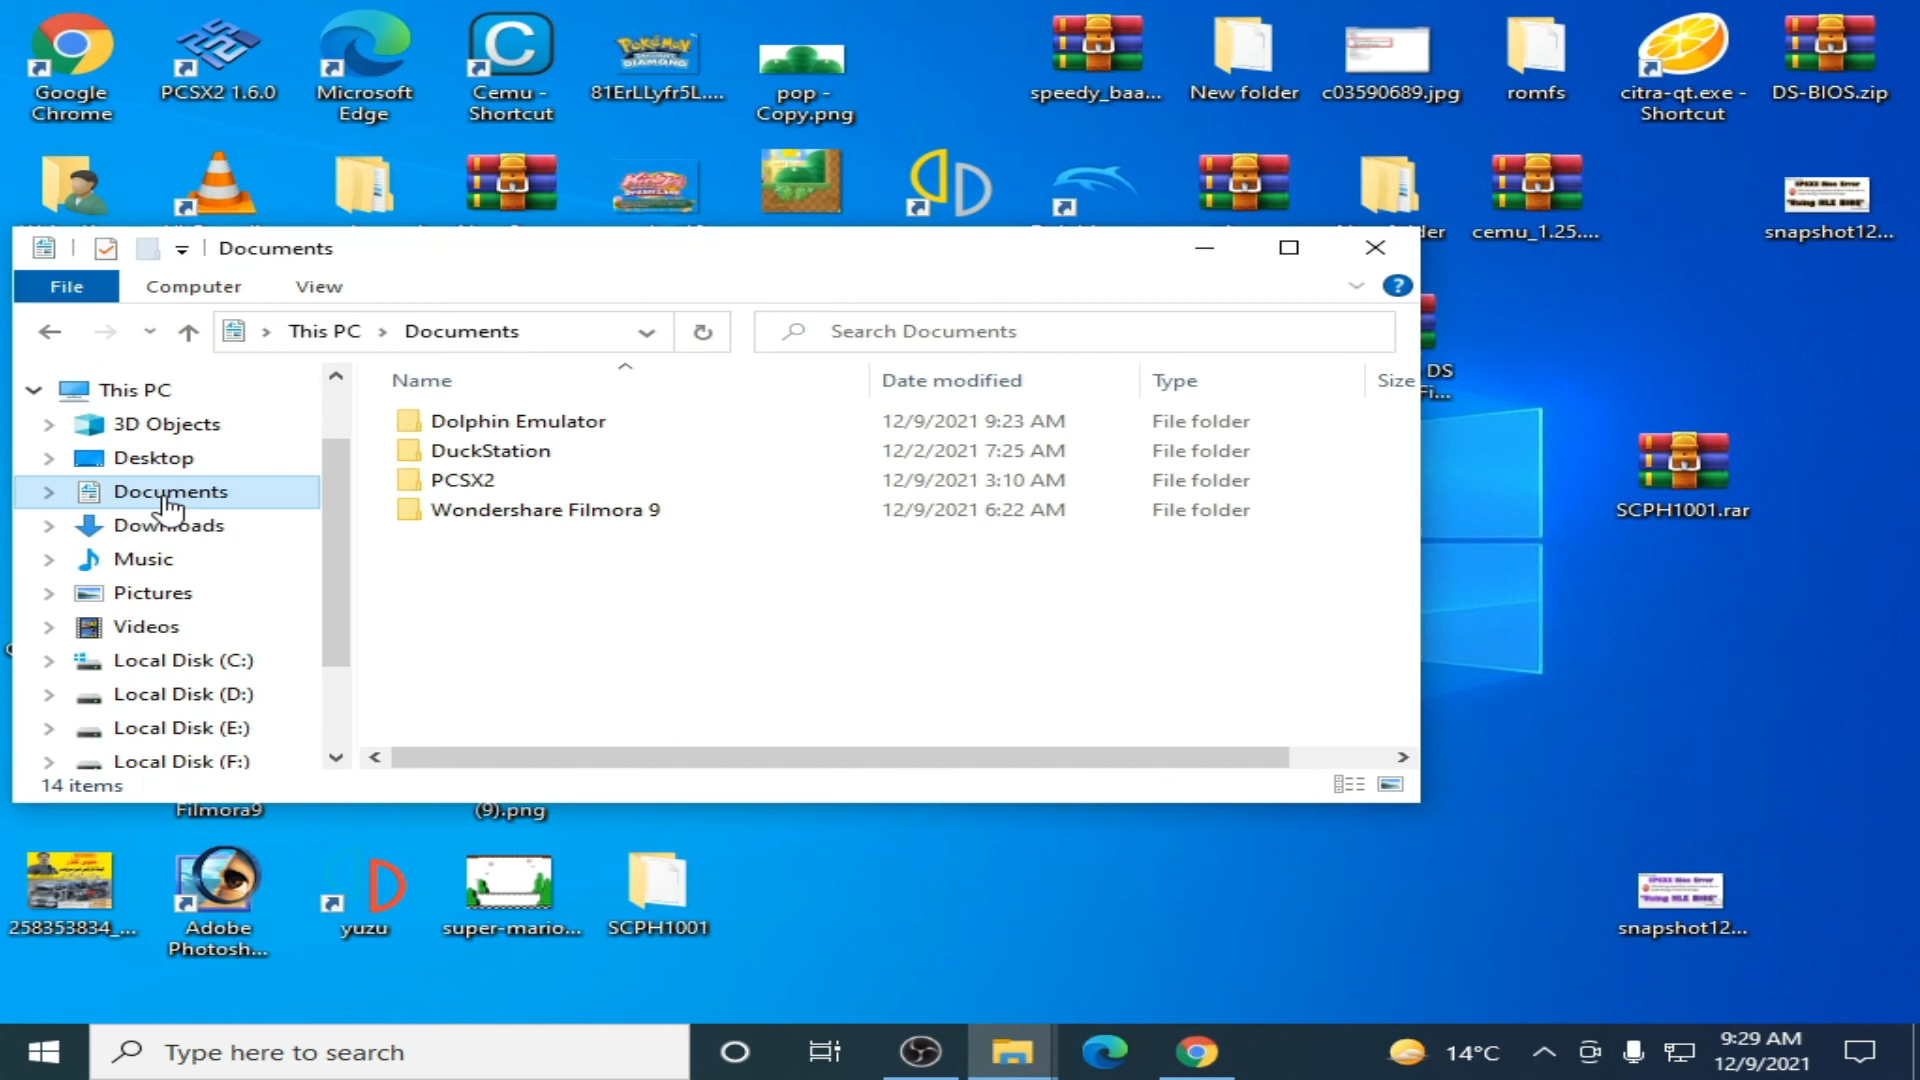 Google
Chrome
PCSX2 1.6.0
Microsoft
Edge
Cemu -
Shortcut
81ErLLyfr5L....
pop -
Copy.png
speedy_baa...
New folder
c03590689.jpg
romfs
citra-qt.exe -
Shortcut
DS-BIOS.zip
cemu_1.25....
snapshot12...
Documents
File
Computer
View
This PC
Documents
Search Documents
Name
Date modified
Type
Size
This PC
3D Objects
Desktop
Documents
Downloads
Music
Pictures
Videos
Local Disk (C:)
Local Disk (D:)
Local Disk (E:)
Local Disk (F:)
Dolphin Emulator 12/9/2021 9:23 AM File folder
DuckStation 12/2/2021 7:25 AM File folder
PCSX2 12/9/2021 3:10 AM File folder
Wondershare Filmora 9 12/9/2021 6:22 AM File folder
14 items
DS
SCPH1001.rar
Filmora9
(9).png
258353834_...
Adobe
Photosh...
yuzu
super-mario...
SCPH1001
snapshot12...
Type here to search
14°C
9:29 AM
12/9/2021